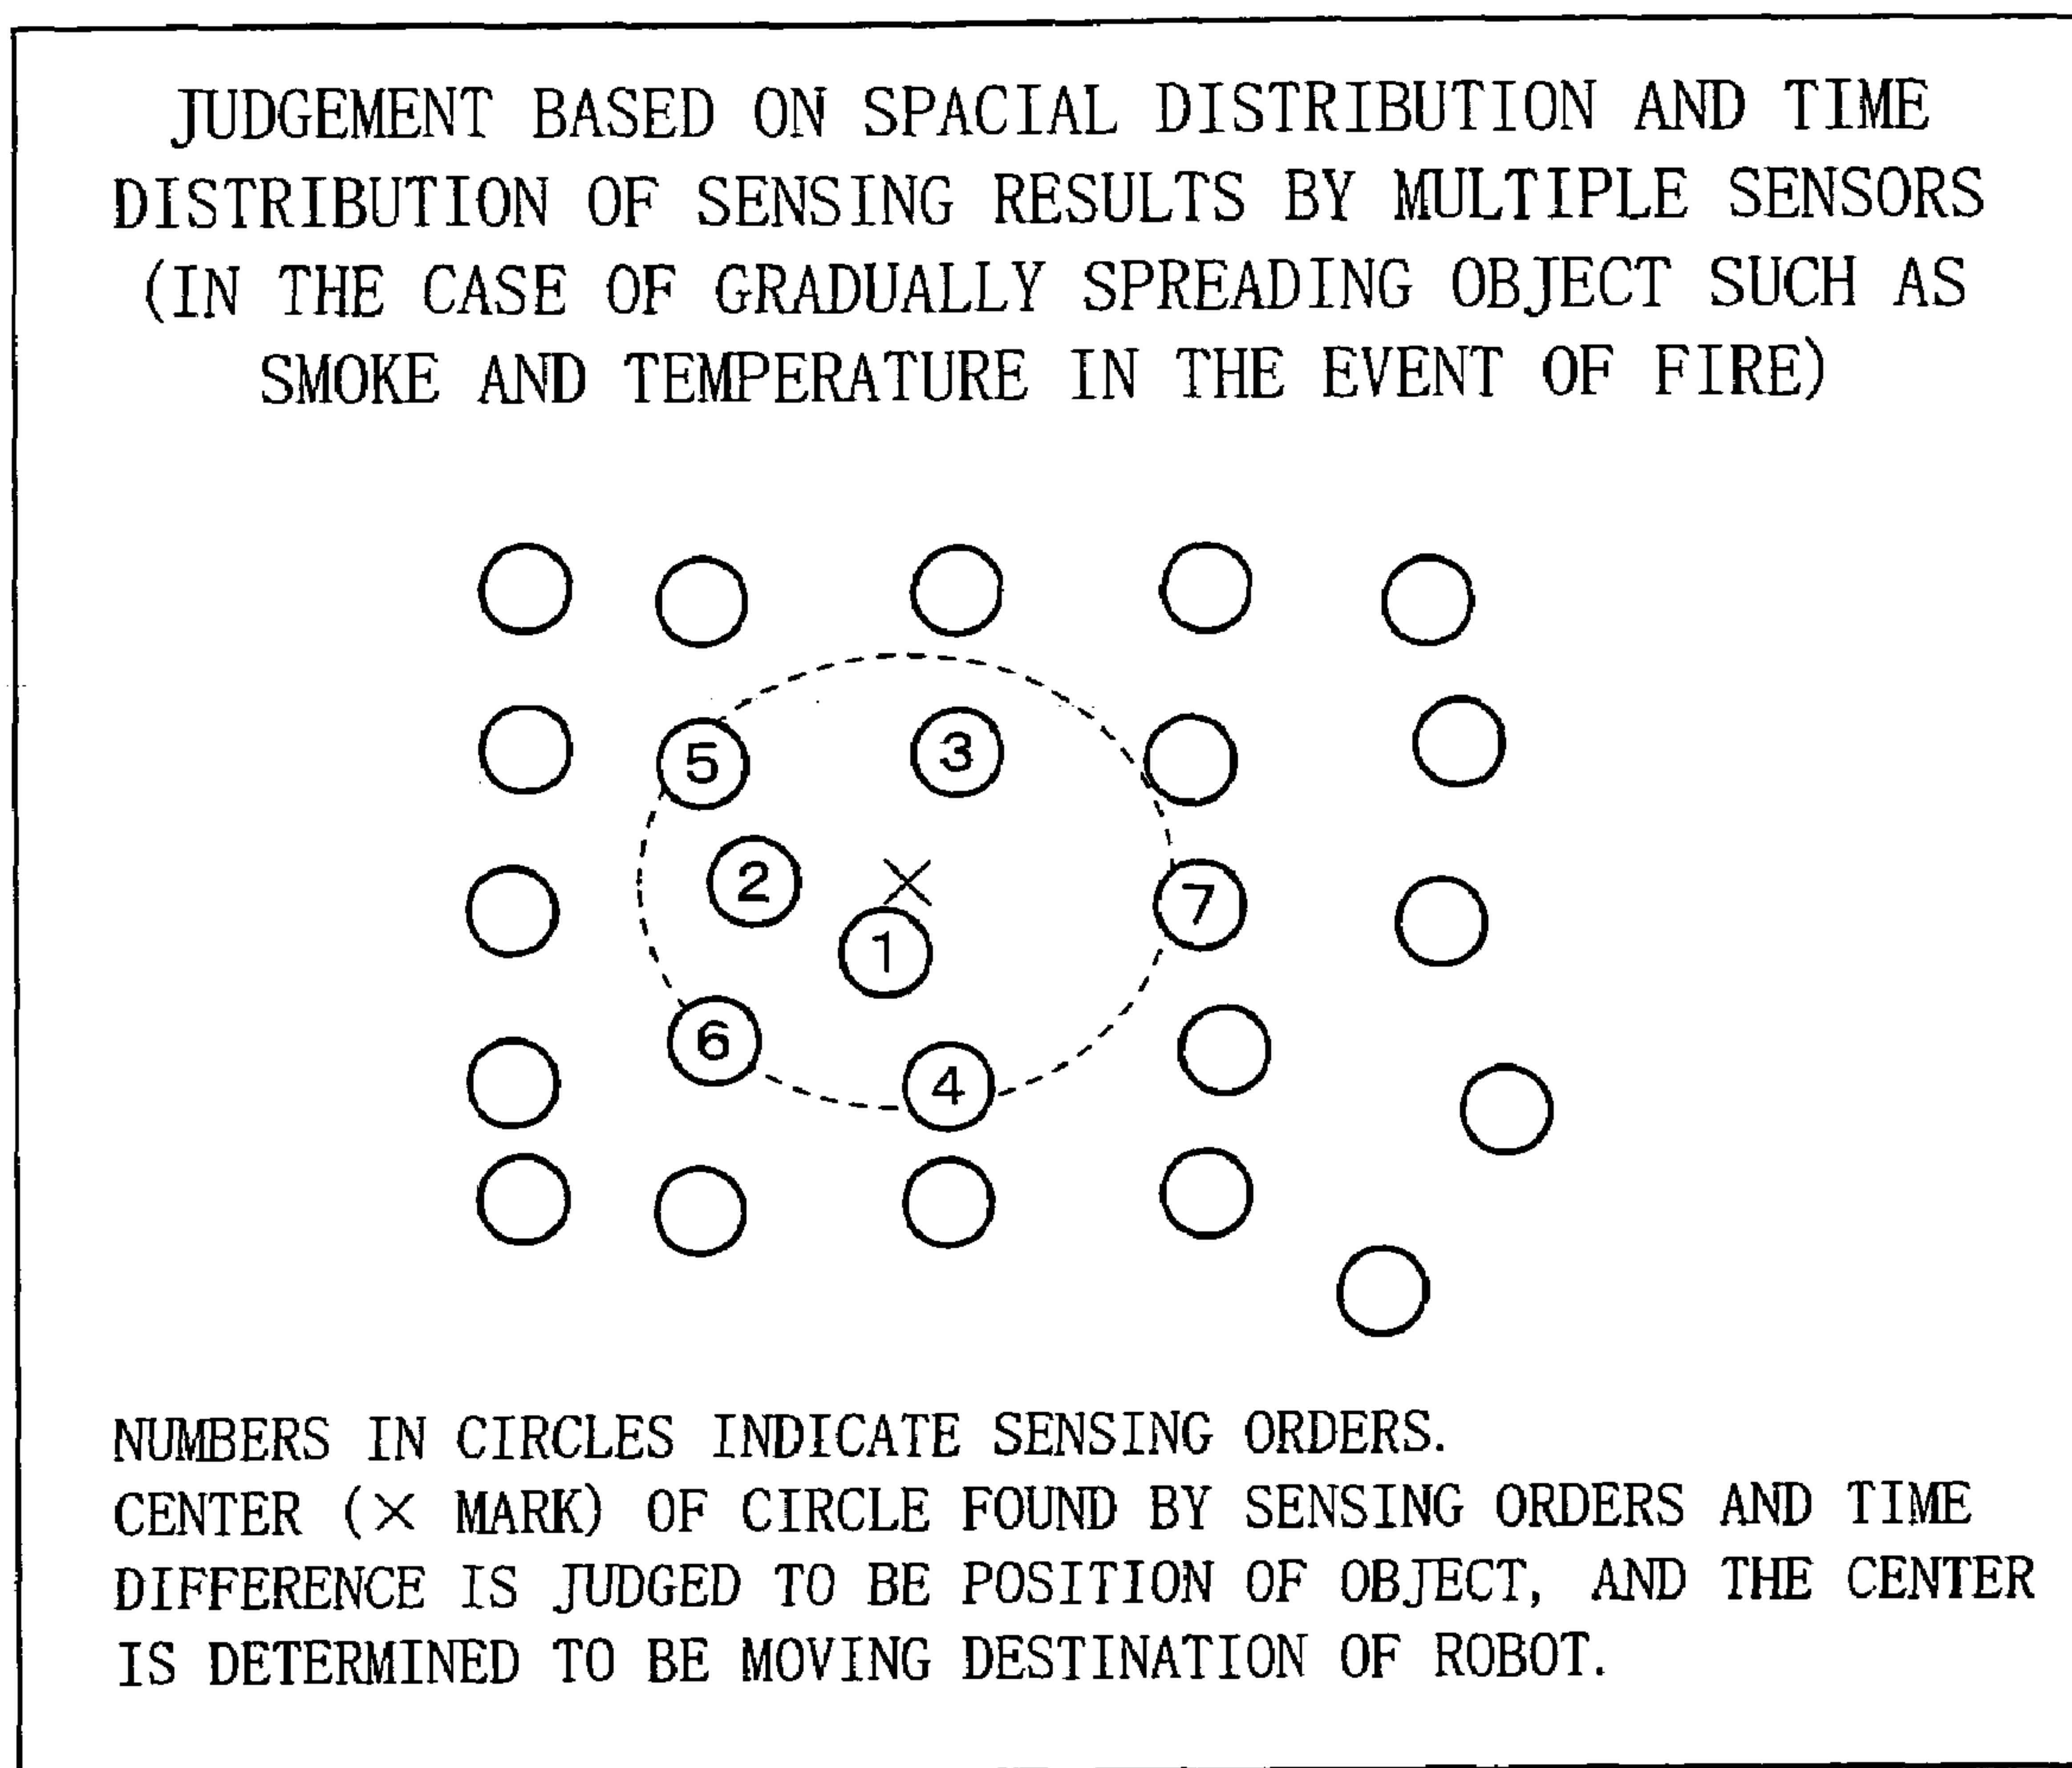 JUDGEMENT BASED ON SPACIAL DISTRIBUTION AND TIME
DISTRIBUTION OF SENSING RESULTS BY MULTIPLE SENSORS
(IN THE CASE OF GRADUALLY SPREADING OBJECT SUCH AS
SMOKE AND TEMPERATURE IN THE EVENT OF FIRE)
5
3
2
×
7
1
6
4
NUMBERS IN CIRCLES INDICATE SENSING ORDERS.
CENTER (× MARK) OF CIRCLE FOUND BY SENSING ORDERS AND TIME
DIFFERENCE IS JUDGED TO BE POSITION OF OBJECT, AND THE CENTER
IS DETERMINED TO BE MOVING DESTINATION OF ROBOT.